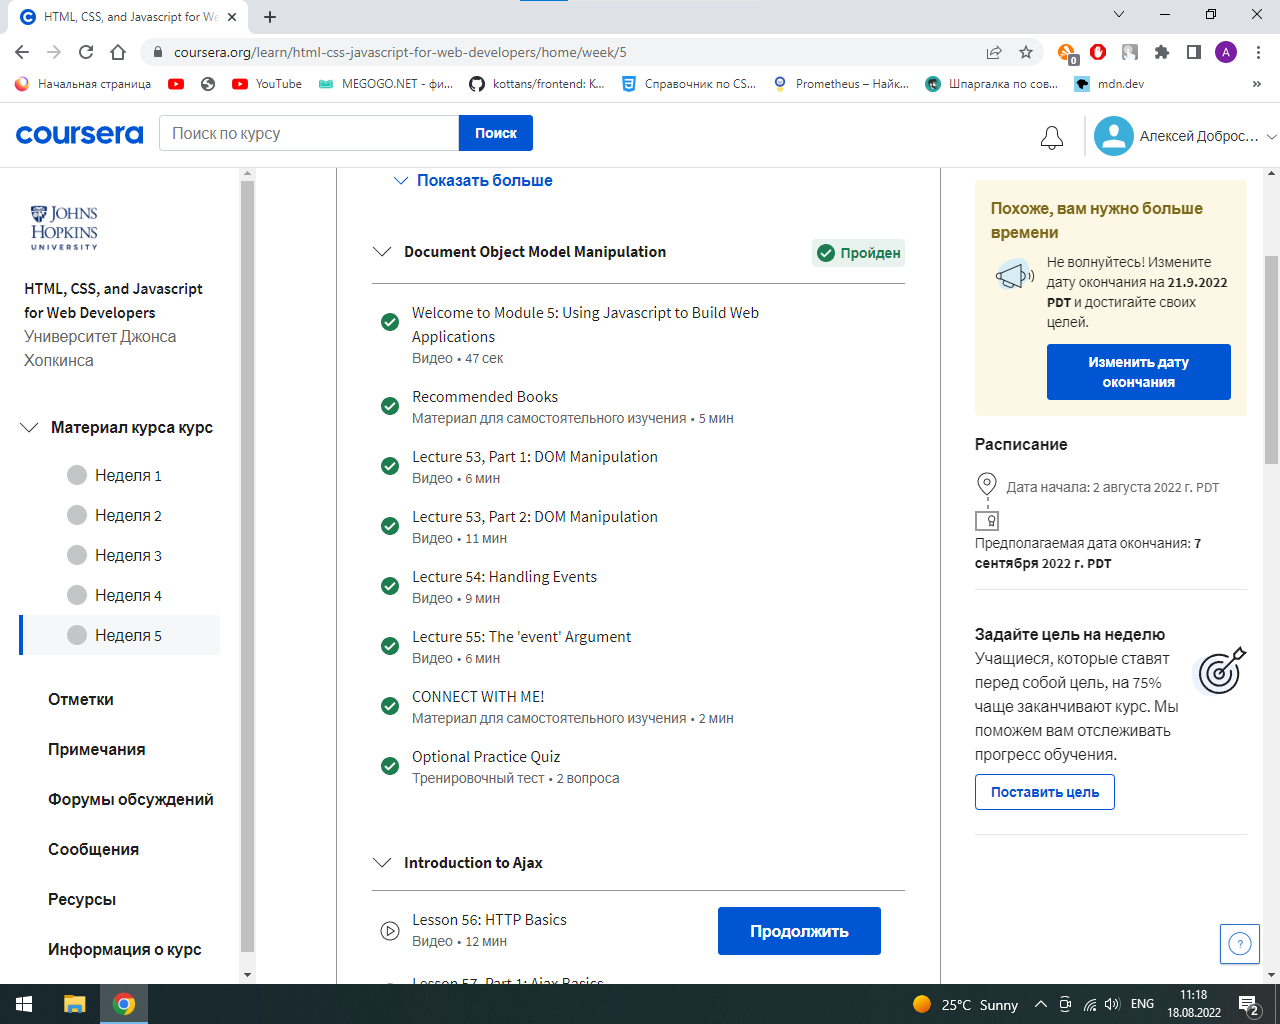 HTML, CSS, and Javascript for We
coursera.org/learn/html-css-javascript-for-web-developers/home/week/5
0
A
Начальная страница
YouTube
MEGOGO.NET - фи...
kottans/frontend: K...
Справочник по CS...
Prometheus – Найк...
Шпаргалка по сов...
mdn.dev
»
coursera
Поиск по курсу
Поиск
Алексей Доброс...
JOHNS
HOPKINS
UNIVERSITY
HTML, CSS, and Javascript
for Web Developers
Университет Джонса
Хопкинса
Материал курса курс
Неделя 1
Неделя 2
Неделя 3
Неделя 4
Неделя 5
Отметки
Примечания
Форумы обсуждений
Сообщения
Ресурсы
Информация о курс
Показать больше
Document Object Model Manipulation
Пройден
Welcome to Module 5: Using Javascript to Build Web
Applications
Видео • 47 сек
Recommended Books
Материал для самостоятельного изучения • 5 мин
Lecture 53, Part 1: DOM Manipulation
Видео • 6 мин
Lecture 53, Part 2: DOM Manipulation
Видео • 11 мин
Lecture 54: Handling Events
Видео • 9 мин
Lecture 55: The 'event' Argument
Видео • 6 мин
CONNECT WITH ME!
Материал для самостоятельного изучения • 2 мин
Optional Practice Quiz
Тренировочный тест • 2 вопроса
Introduction to Ajax
Lesson 56: HTTP Basics
Видео • 12 мин
Продолжить
Lesson 57, Part 1: Ajax Basics
Похоже, вам нужно больше
времени
Не волнуйтесь! Измените
дату окончания на 21.9.2022
PDT и достигайте своих
целей.
Изменить дату
окончания
Расписание
Дата начала: 2 августа 2022 г. PDT
Предполагаемая дата окончания: 7
сентября 2022 г. PDT
Задайте цель на неделю
Учащиеся, которые ставят
перед собой цель, на 75%
чаще заканчивают курс. Мы
поможем вам отслеживать
прогресс обучения.
Поставить цель
?
25°C Sunny
ENG
11:18
18.08.2022
2